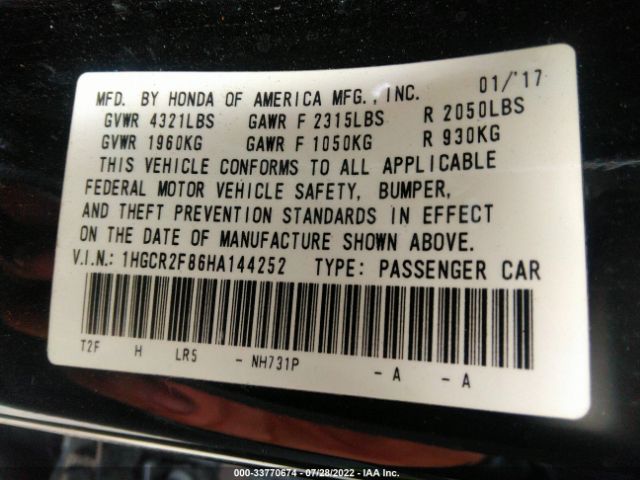 MFD. BY HONDA OF AMERICA MFG., INC. 01/'17
GVWR 4321LBS GAWR F 2315LBS R 2050LBS
GVWR 1960KG GAWR F 1050KG R 930KG
THIS VEHICLE CONFORMS TO ALL APPLICABLE
FEDERAL MOTOR VEHICLE SAFETY, BUMPER,
AND THEFT PREVENTION STANDARDS IN EFFECT
ON THE DATE OF MANUFACTURE SHOWN ABOVE.
V.I.N.: 1HGCR2F86HA144252 TYPE: PASSENGER CAR
T2F H LR5 - NH731P - A - A
000-33770674 - 07/28/2022 - IAA Inc.